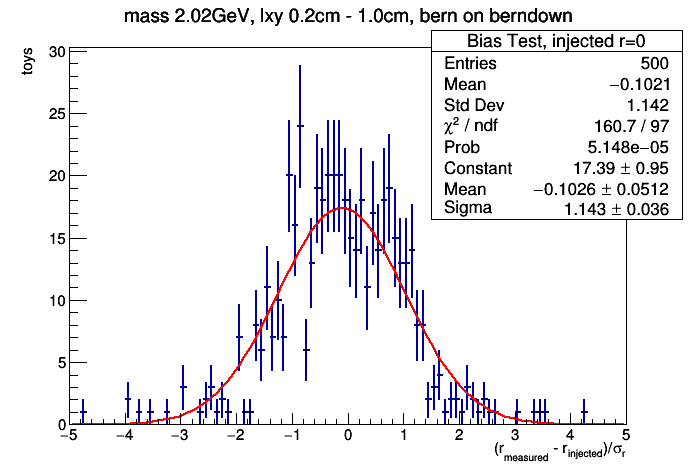 mass 2.02GeV, lxy 0.2cm - 1.0cm, bern on berndown
Bias Test, injected r=0
Entries 500
Mean −0.1021
Std Dev 1.142
χ² / ndf 160.7 / 97
Prob 5.148e−05
Constant 17.39 ± 0.95
Mean −0.1026 ± 0.0512
Sigma 1.143 ± 0.036
toys
30
25
20
15
10
5
0
−5 −4 −3 −2 −1 0 1 2 3 4 5
(r_measured - r_injected)/σ_r